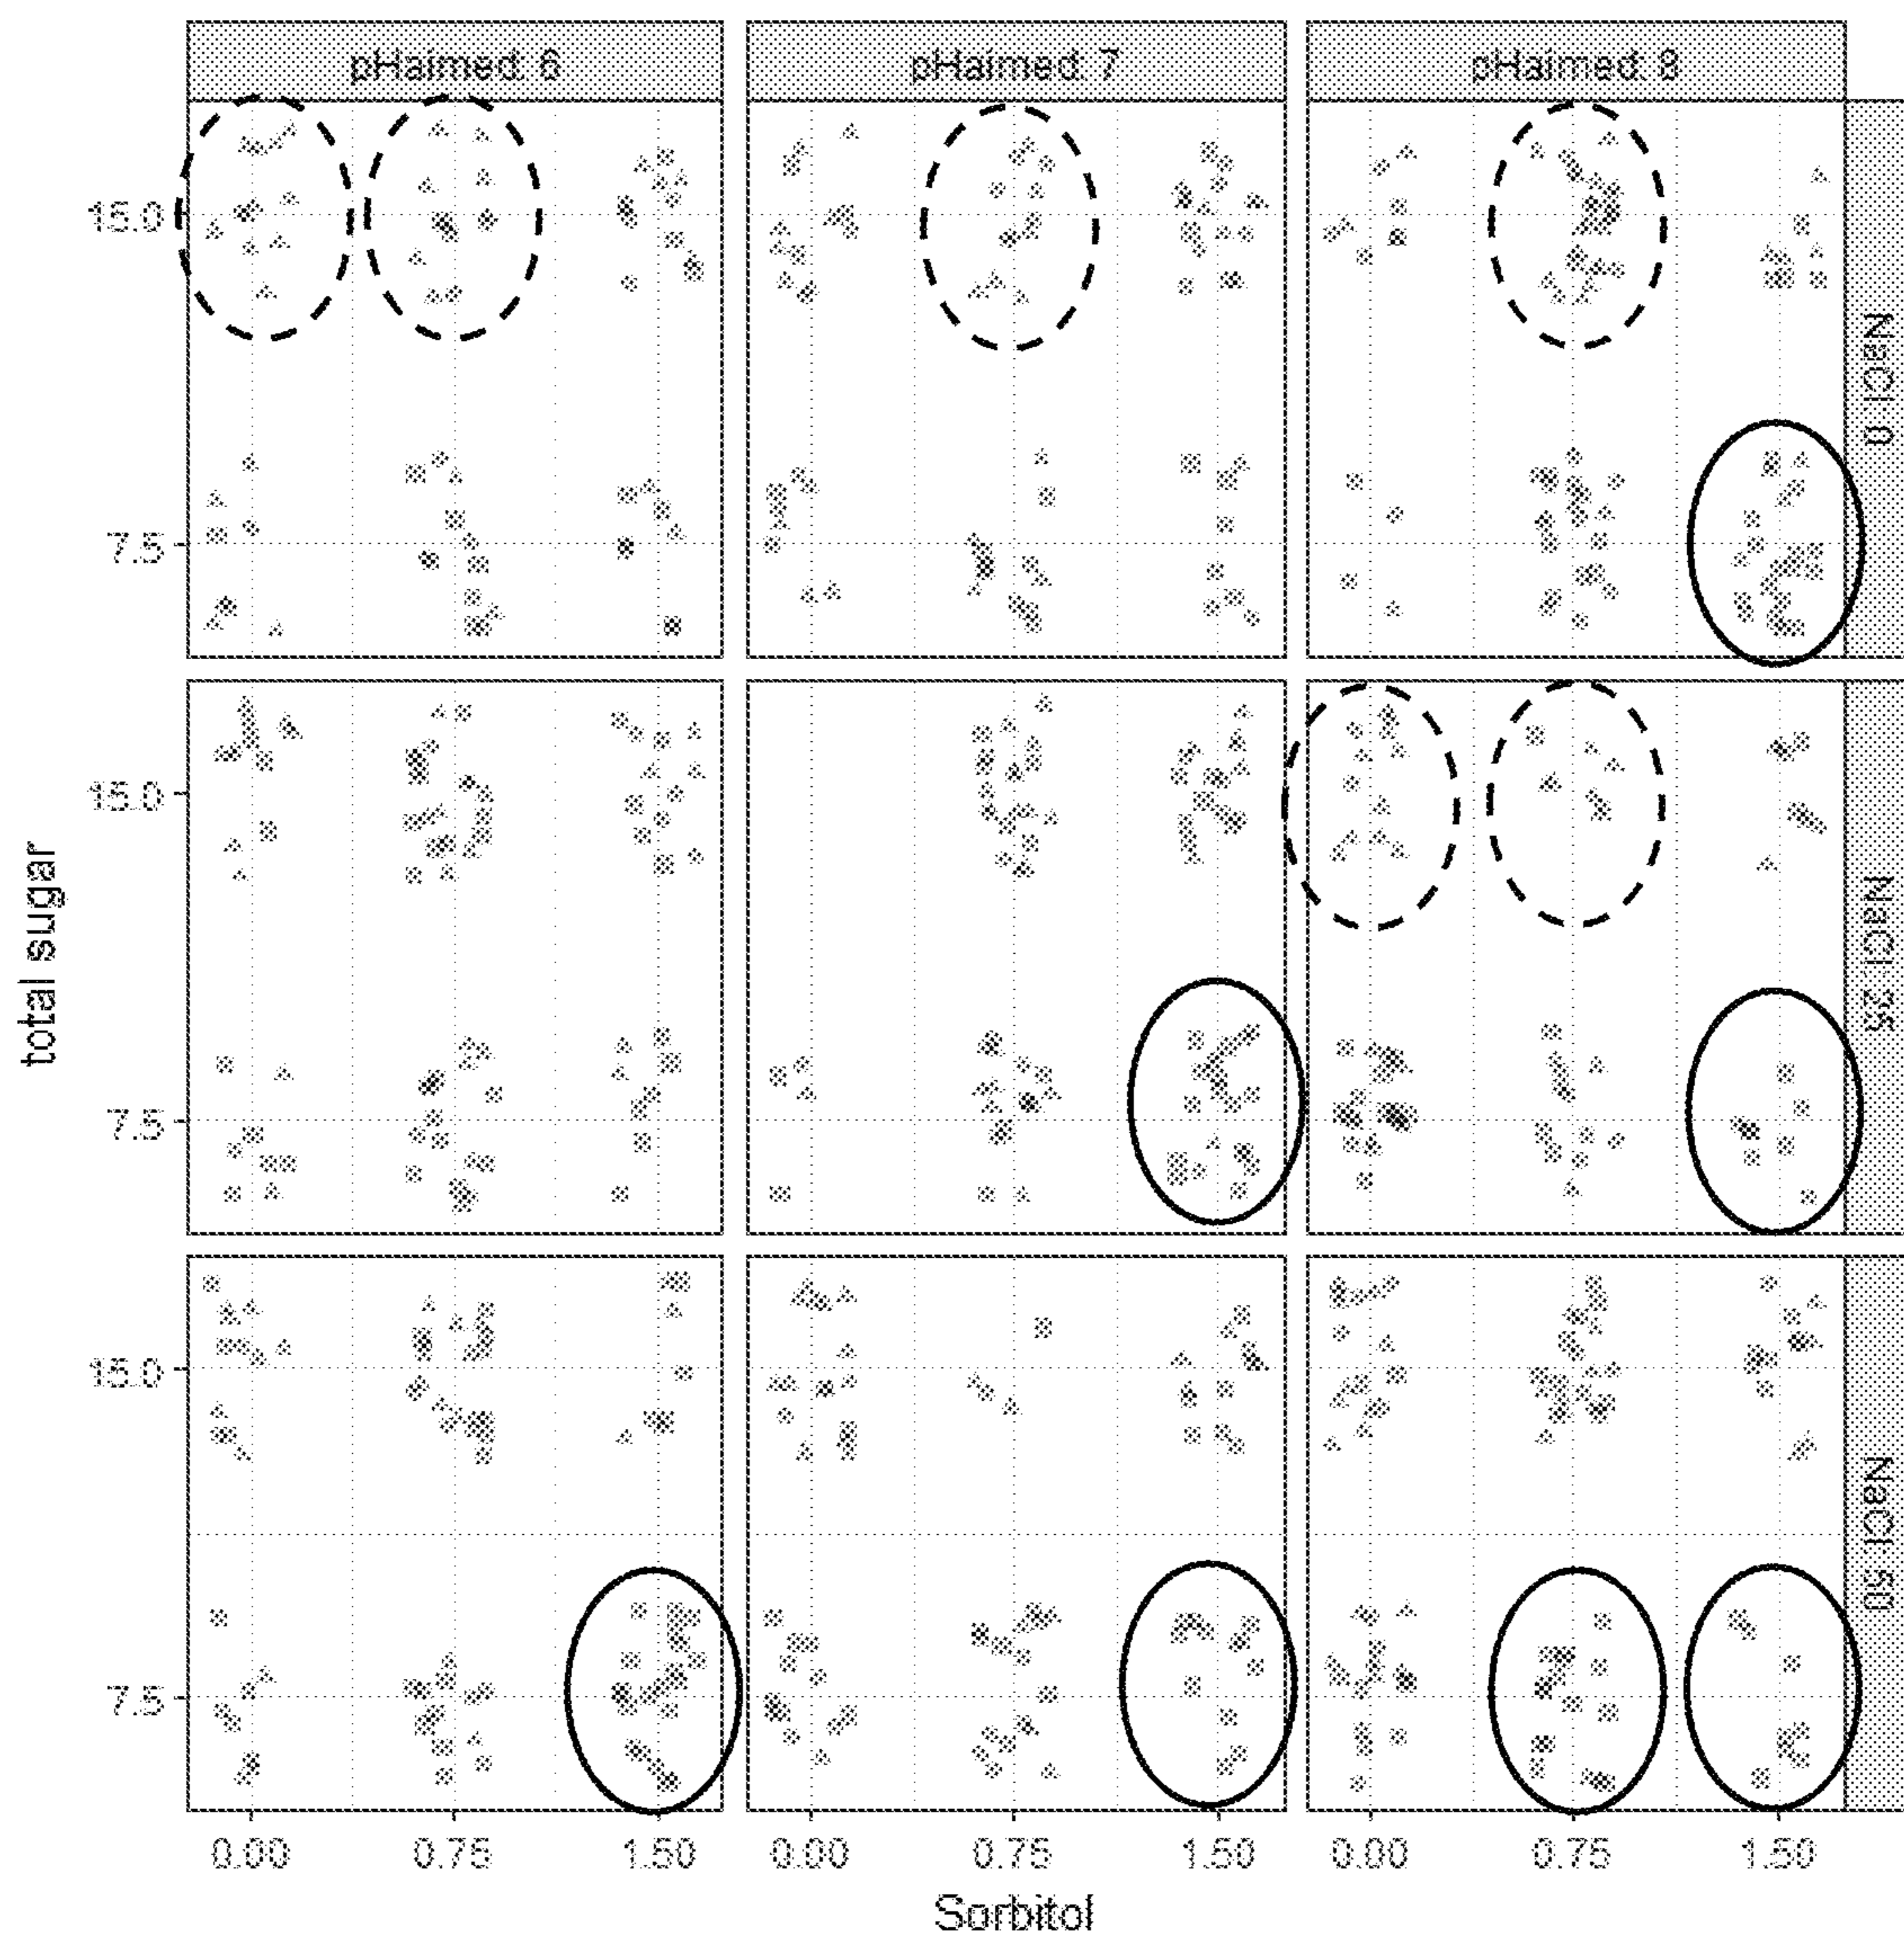 pHaimed: 6
pHaimed: 7
pHaimed: 8
15.0
7.5
NaCl: 0
15.0
7.5
NaCl: 25
15.0
7.5
NaCl: 50
total sugar
0.00 0.75 1.50 0.00 0.75 1.50 0.00 0.75 1.50
Sorbitol